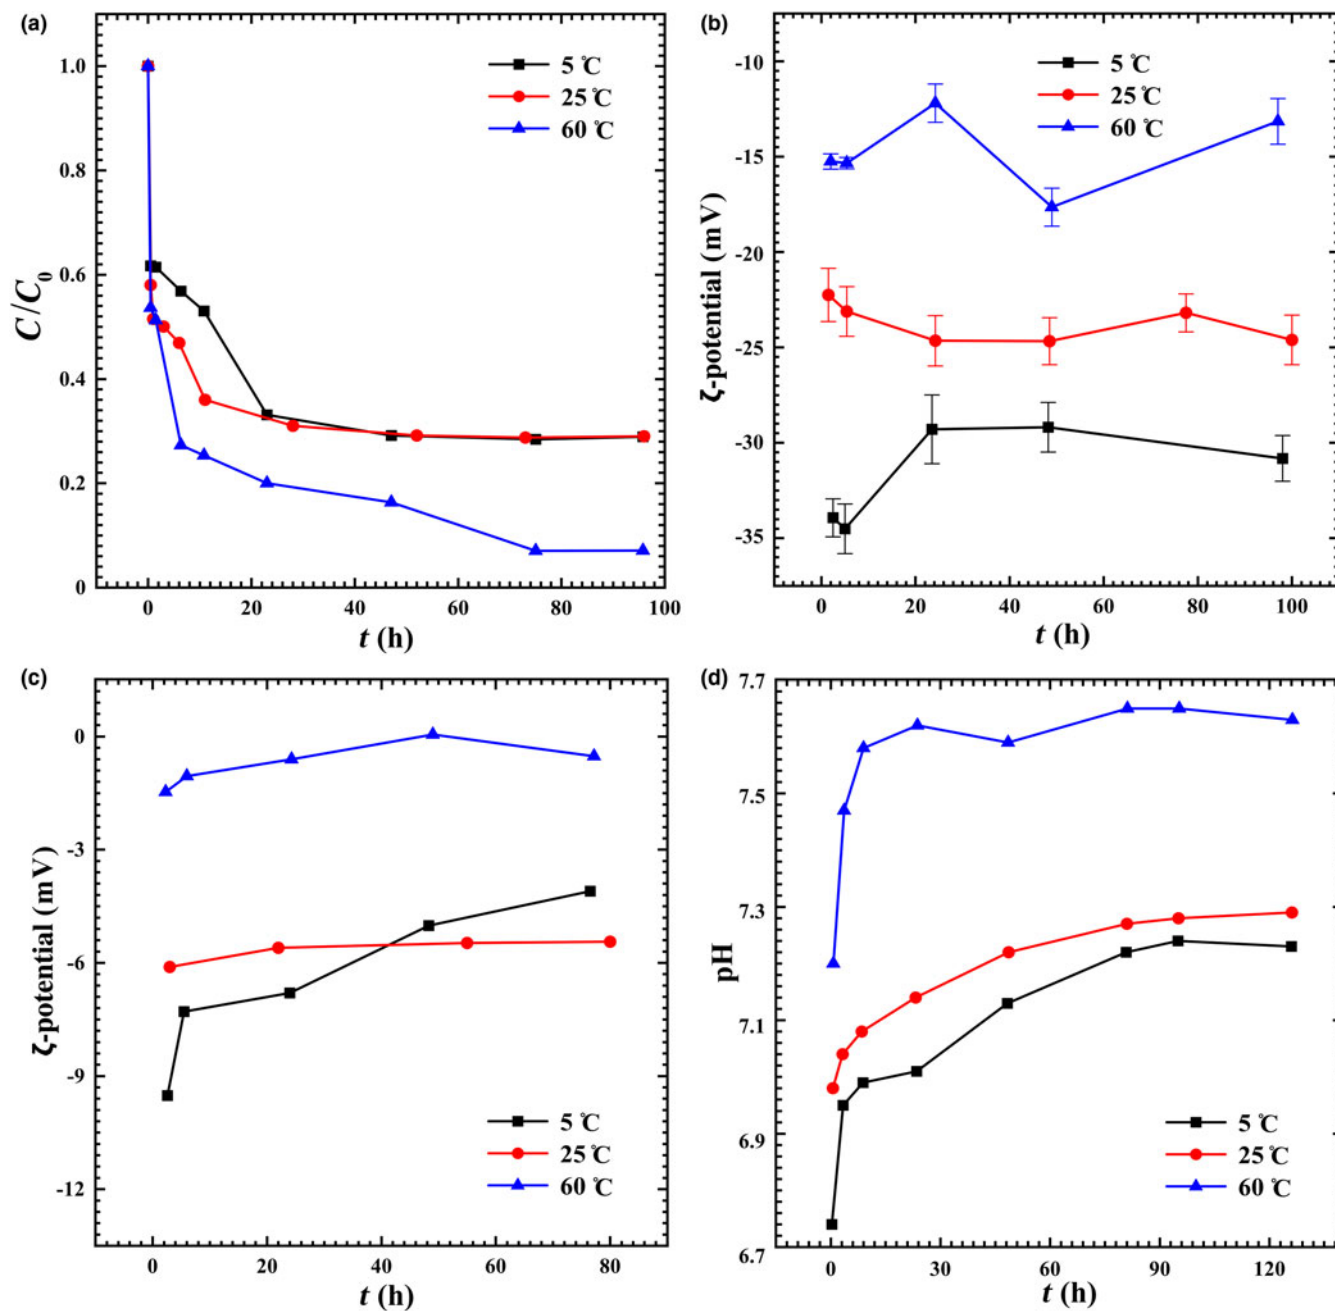 (a)
5 ℃
25 ℃
60 ℃
1.0
0.8
0.6
0.4
0.2
0
C/C₀
0 20 40 60 80 100
t (h)
(b)
5 ℃
25 ℃
60 ℃
-10
-15
-20
-25
-30
-35
ζ-potential (mV)
0 20 40 60 80 100
t (h)
(c)
0
-3
-6
-9
-12
ζ-potential (mV)
5 ℃
25 ℃
60 ℃
0 20 40 60 80
t (h)
(d)
7.7
7.5
7.3
7.1
6.9
6.7
pH
5 ℃
25 ℃
60 ℃
0 30 60 90 120
t (h)